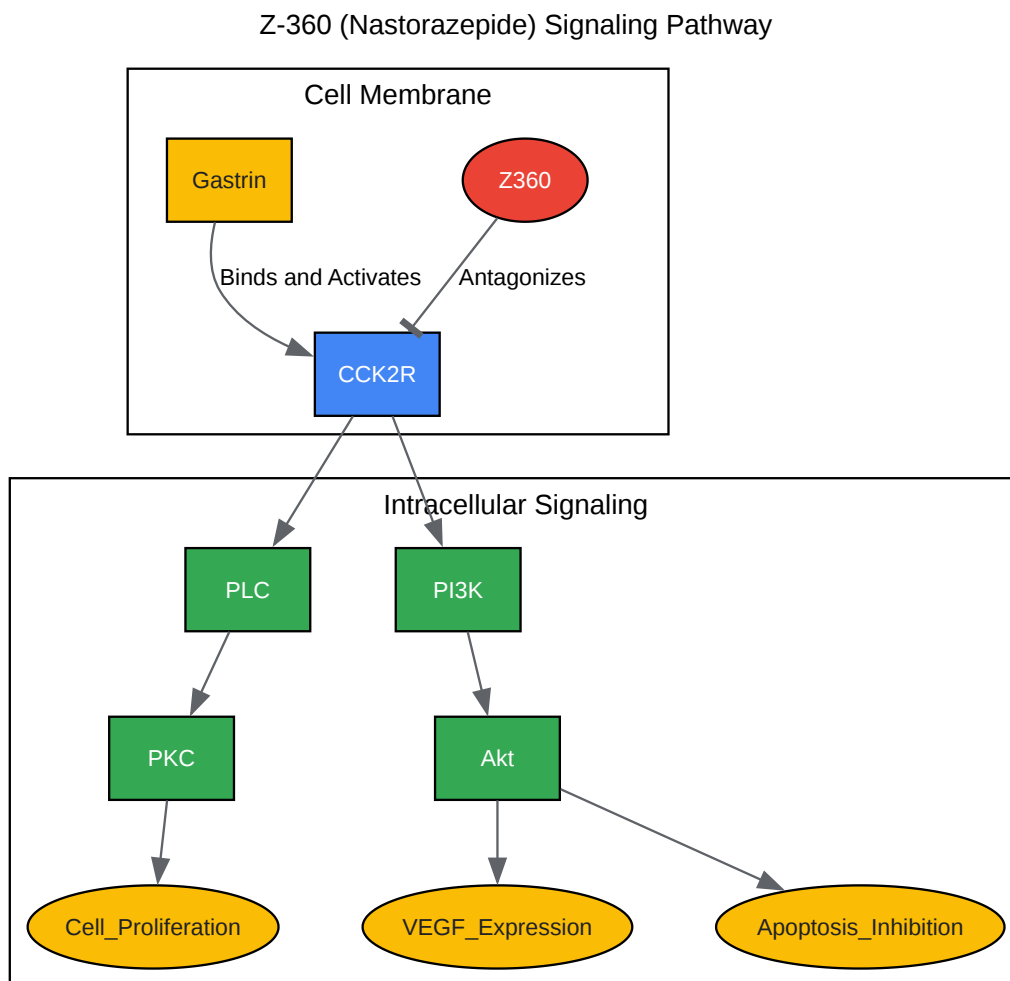 Z-360 (Nastorazepide) Signaling Pathway
Cell Membrane
Gastrin
Z360
Binds and Activates
Antagonizes
CCK2R
Intracellular Signaling
PLC
PI3K
PKC
Akt
Cell_Proliferation
VEGF_Expression
Apoptosis_Inhibition